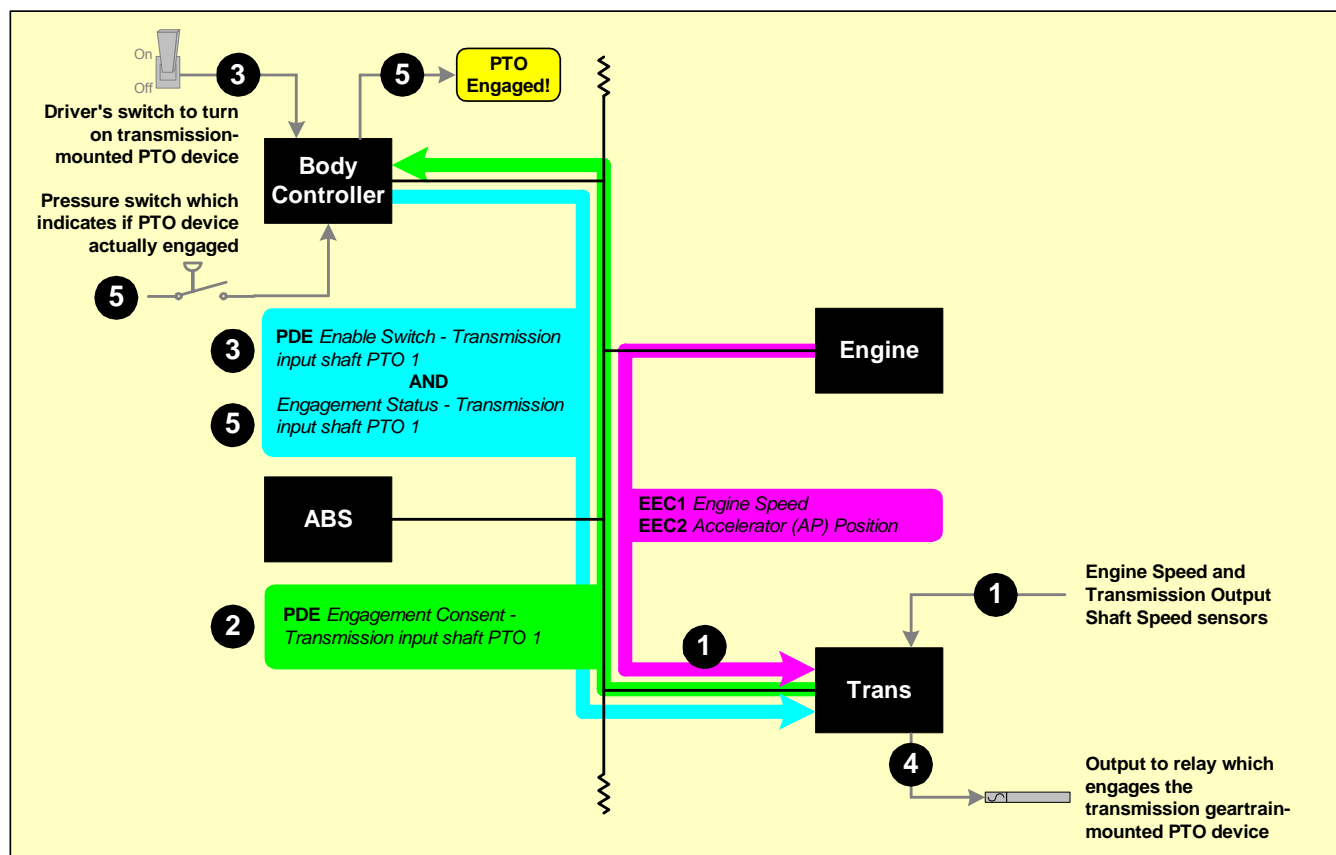 On
Off
3
5
PTO
Engaged!
Driver's switch to turn
on transmission-
mounted PTO device
Body
Controller
Pressure switch which
indicates if PTO device
actually engaged
5
3
PDE Enable Switch - Transmission
input shaft PTO 1
AND
5
Engagement Status - Transmission
input shaft PTO 1
Engine
ABS
EEC1 Engine Speed
EEC2 Accelerator (AP) Position
2
PDE Engagement Consent -
Transmission input shaft PTO 1
1
1
Engine Speed and
Transmission Output
Shaft Speed sensors
Trans
4
Output to relay which
engages the
transmission geartrain-
mounted PTO device